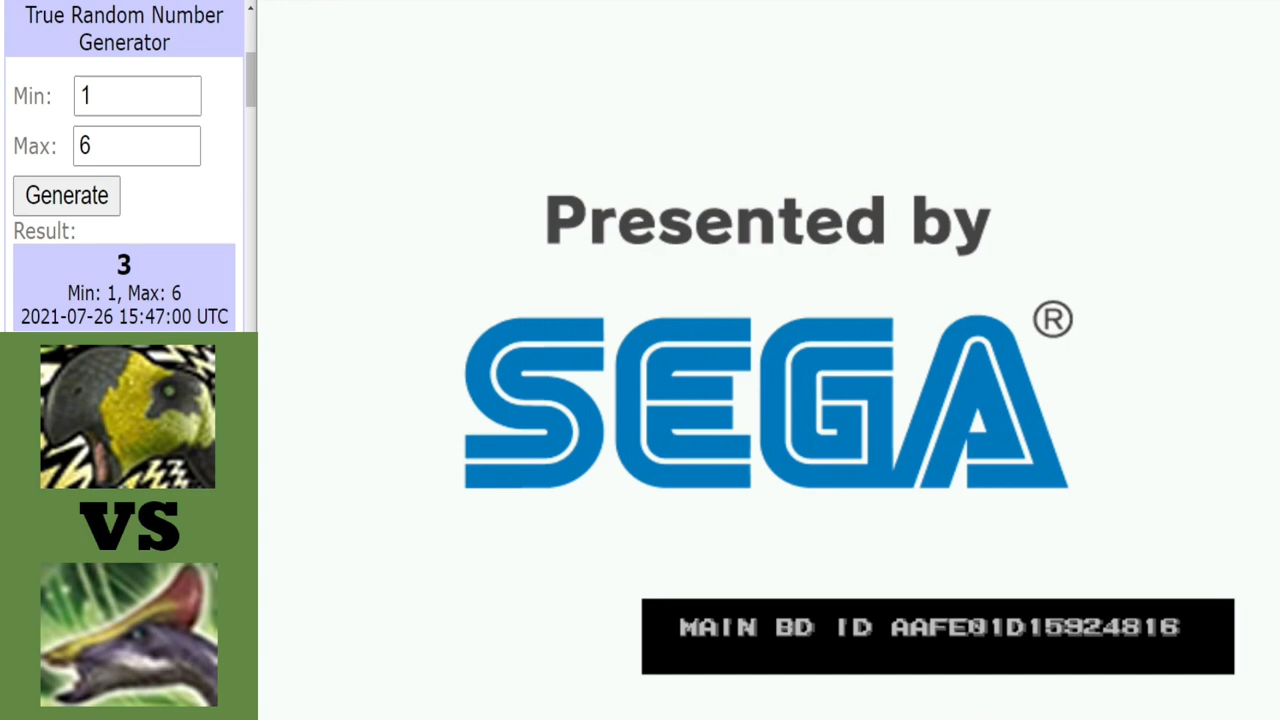 True Random Number
Generator
Min: 1
Max: 6
Generate
Result:
3
Min: 1, Max: 6
2021-07-26 15:47:00 UTC
VS
Presented by
SEGA®
MAIN BD ID AAFE01D15924816